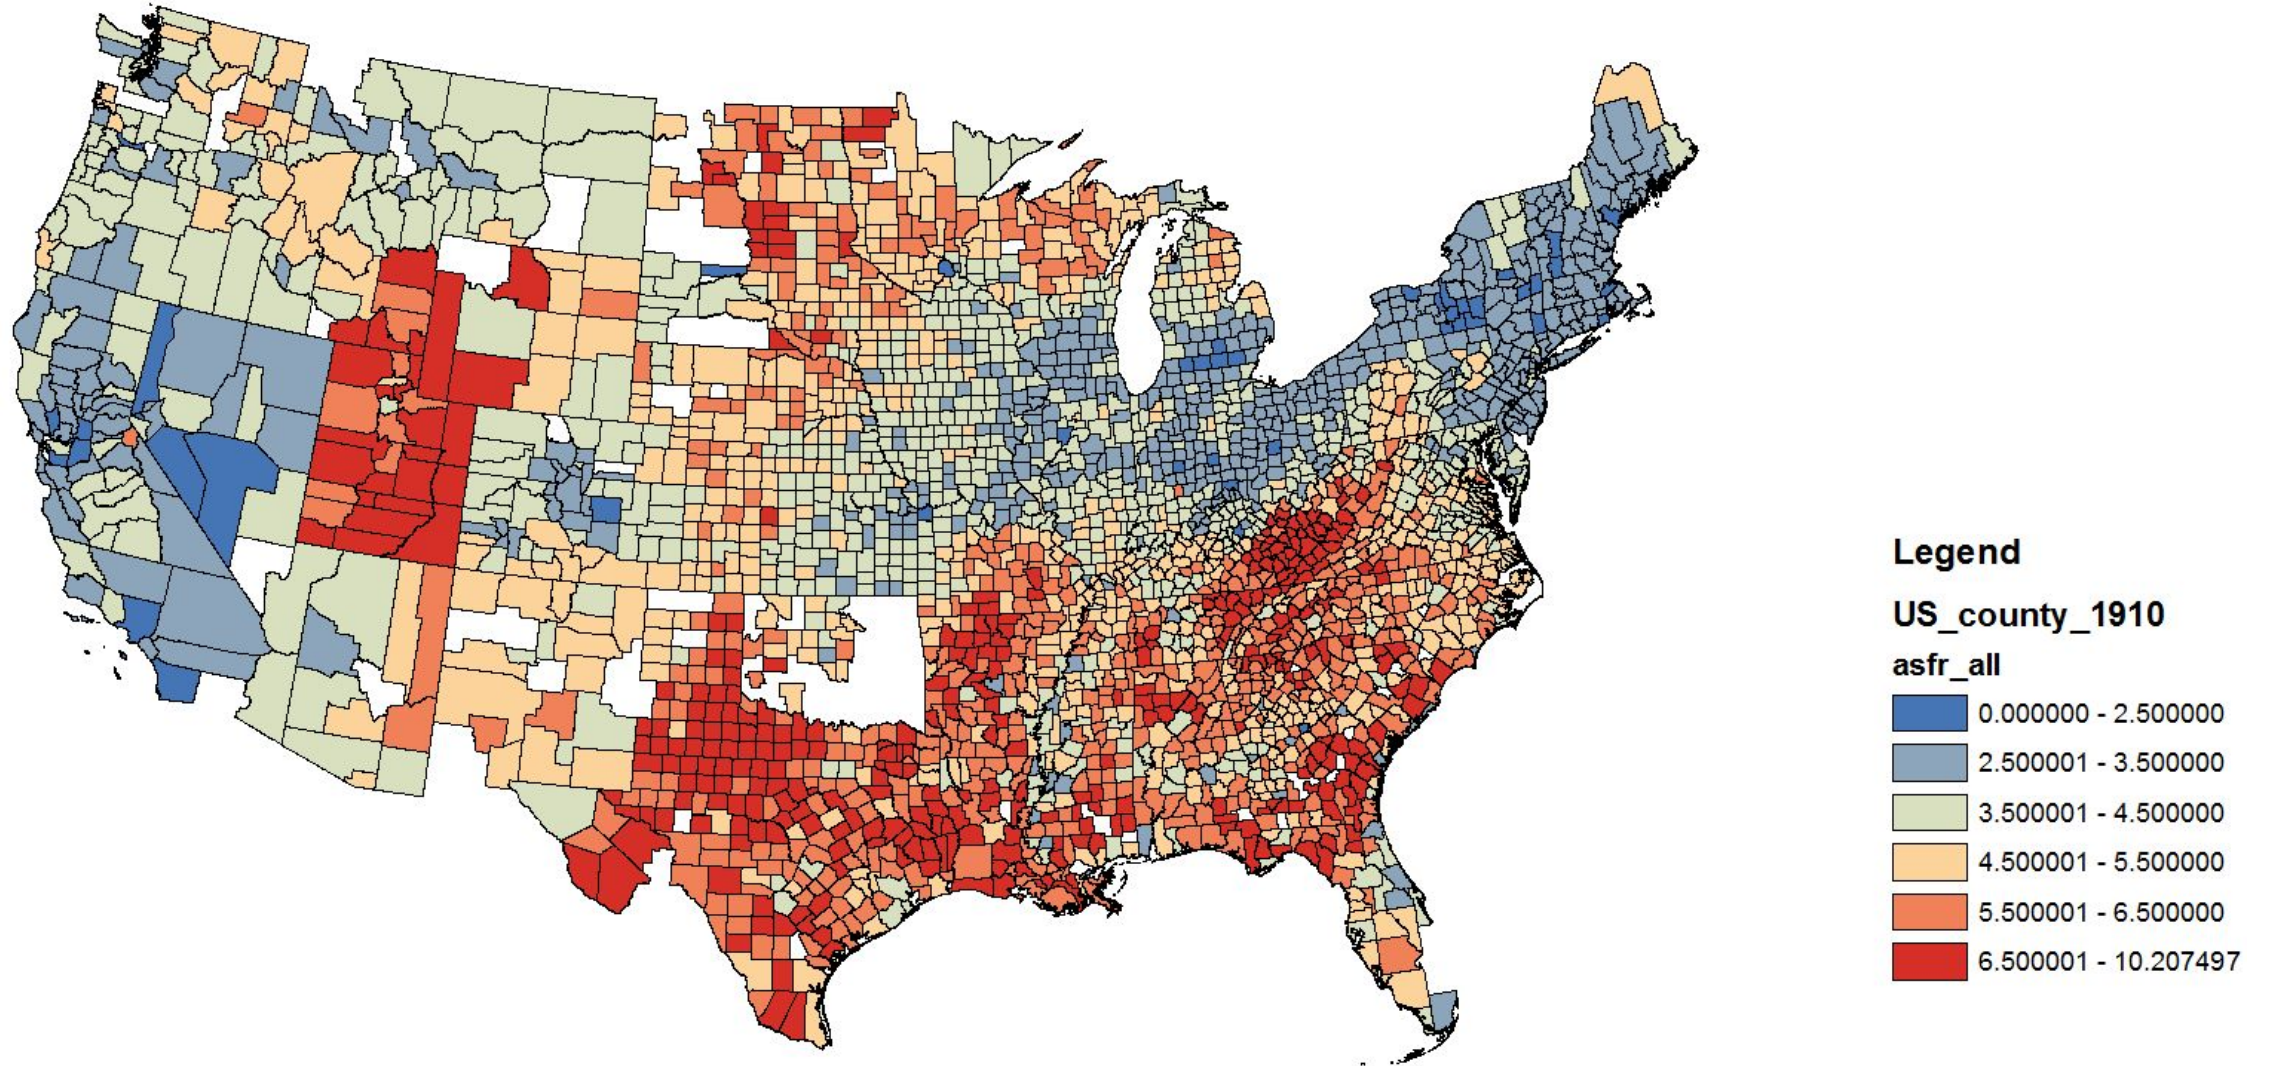 Legend
US_county_1910
asfr_all
0.000000 - 2.500000
2.500001 - 3.500000
3.500001 - 4.500000
4.500001 - 5.500000
5.500001 - 6.500000
6.500001 - 10.207497